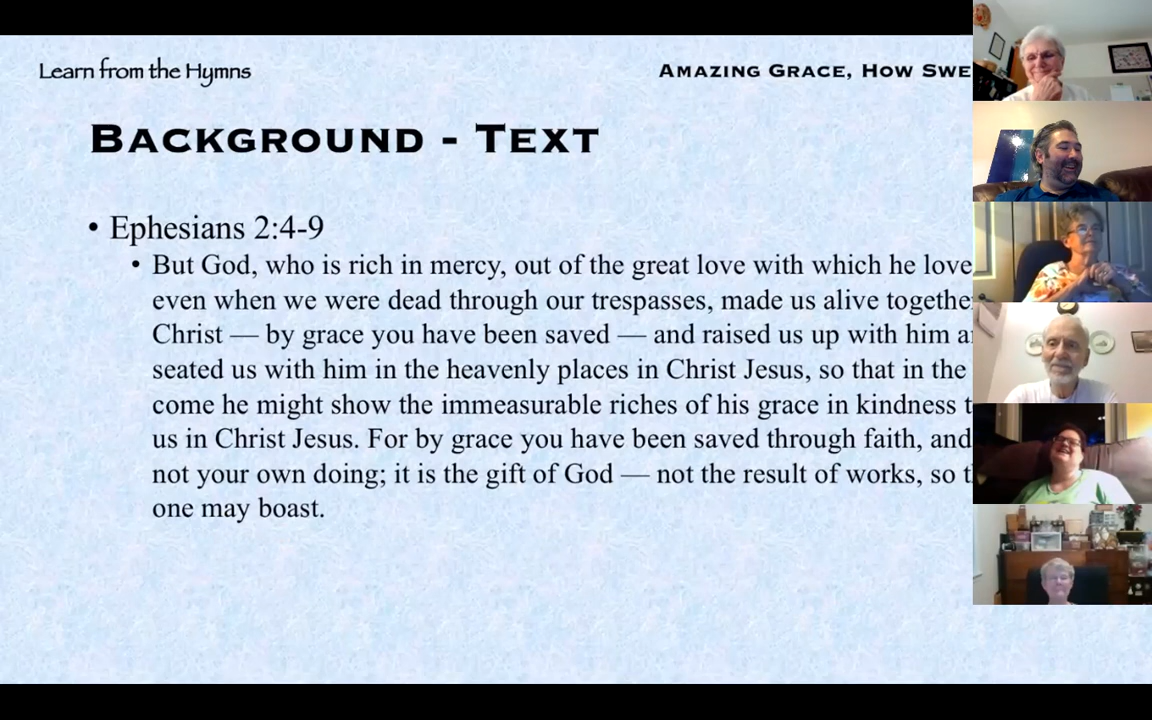 Learn from the Hymns
AMAZING GRACE, HOW SWE
BACKGROUND - TEXT
• Ephesians 2:4-9
• But God, who is rich in mercy, out of the great love with which he love
even when we were dead through our trespasses, made us alive togethe
Christ — by grace you have been saved — and raised us up with him a
seated us with him in the heavenly places in Christ Jesus, so that in the
come he might show the immeasurable riches of his grace in kindness t
us in Christ Jesus. For by grace you have been saved through faith, and
not your own doing; it is the gift of God — not the result of works, so t
one may boast.